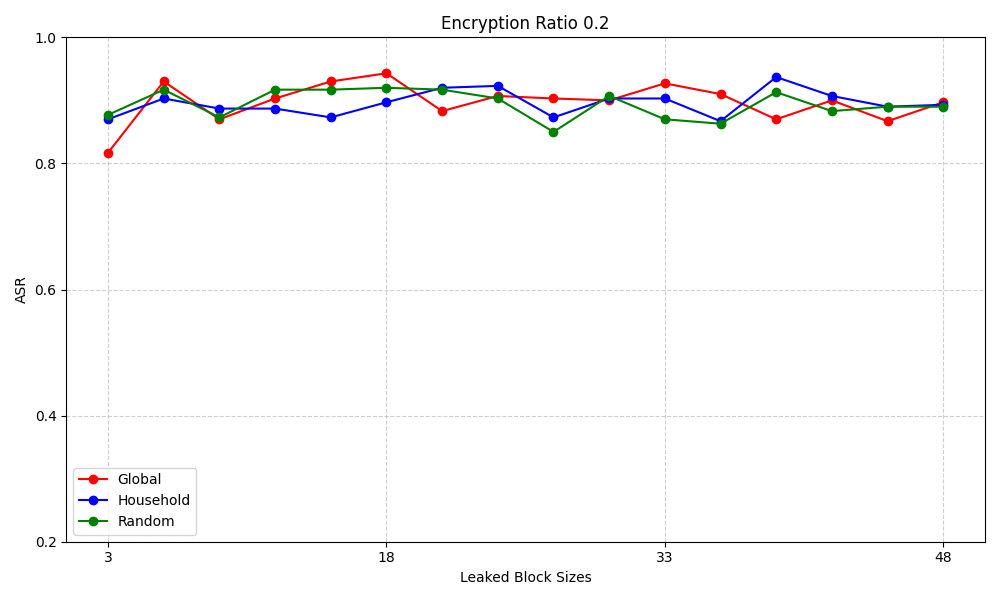 Encryption Ratio 0.2
1.0
0.8
0.6
0.4
0.2
ASR
Global
Household
Random
3 18 33 48
Leaked Block Sizes